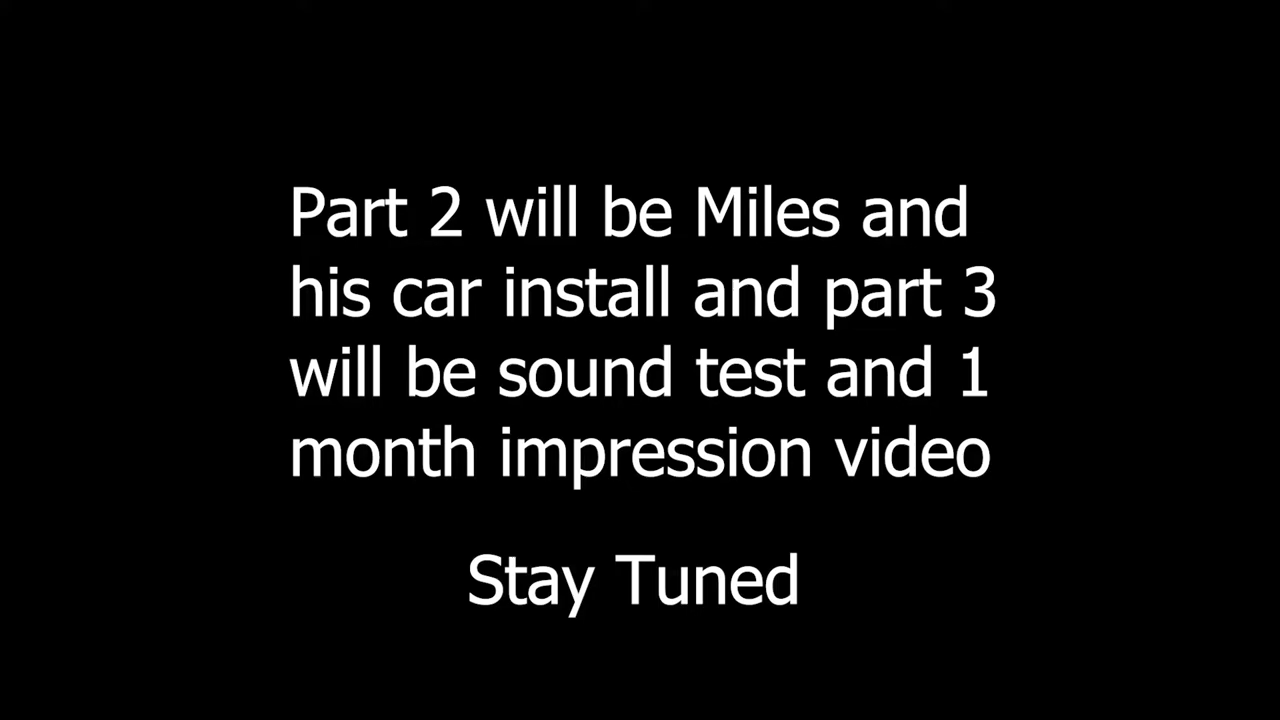 Part 2 will be Miles and
his car install and part 3
will be sound test and 1
month impression video
Stay Tuned